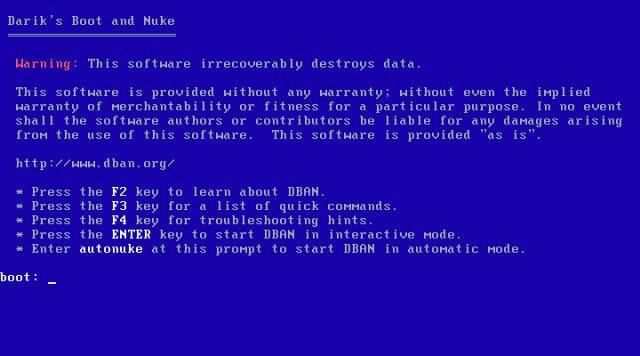 Darik's Boot and Nuke
Warning: This software irrecoverably destroys data.
This software is provided without any warranty; without even the implied
warranty of merchantability or fitness for a particular purpose. In no event
shall the software authors or contributors be liable for any damages arising
from the use of this software.  This software is provided "as is".
http://www.dban.org/
* Press the F2 key to learn about DBAN.
* Press the F3 key for a list of quick commands.
* Press the F4 key for troubleshooting hints.
* Press the ENTER key to start DBAN in interactive mode.
* Enter autonuke at this prompt to start DBAN in automatic mode.
boot: _